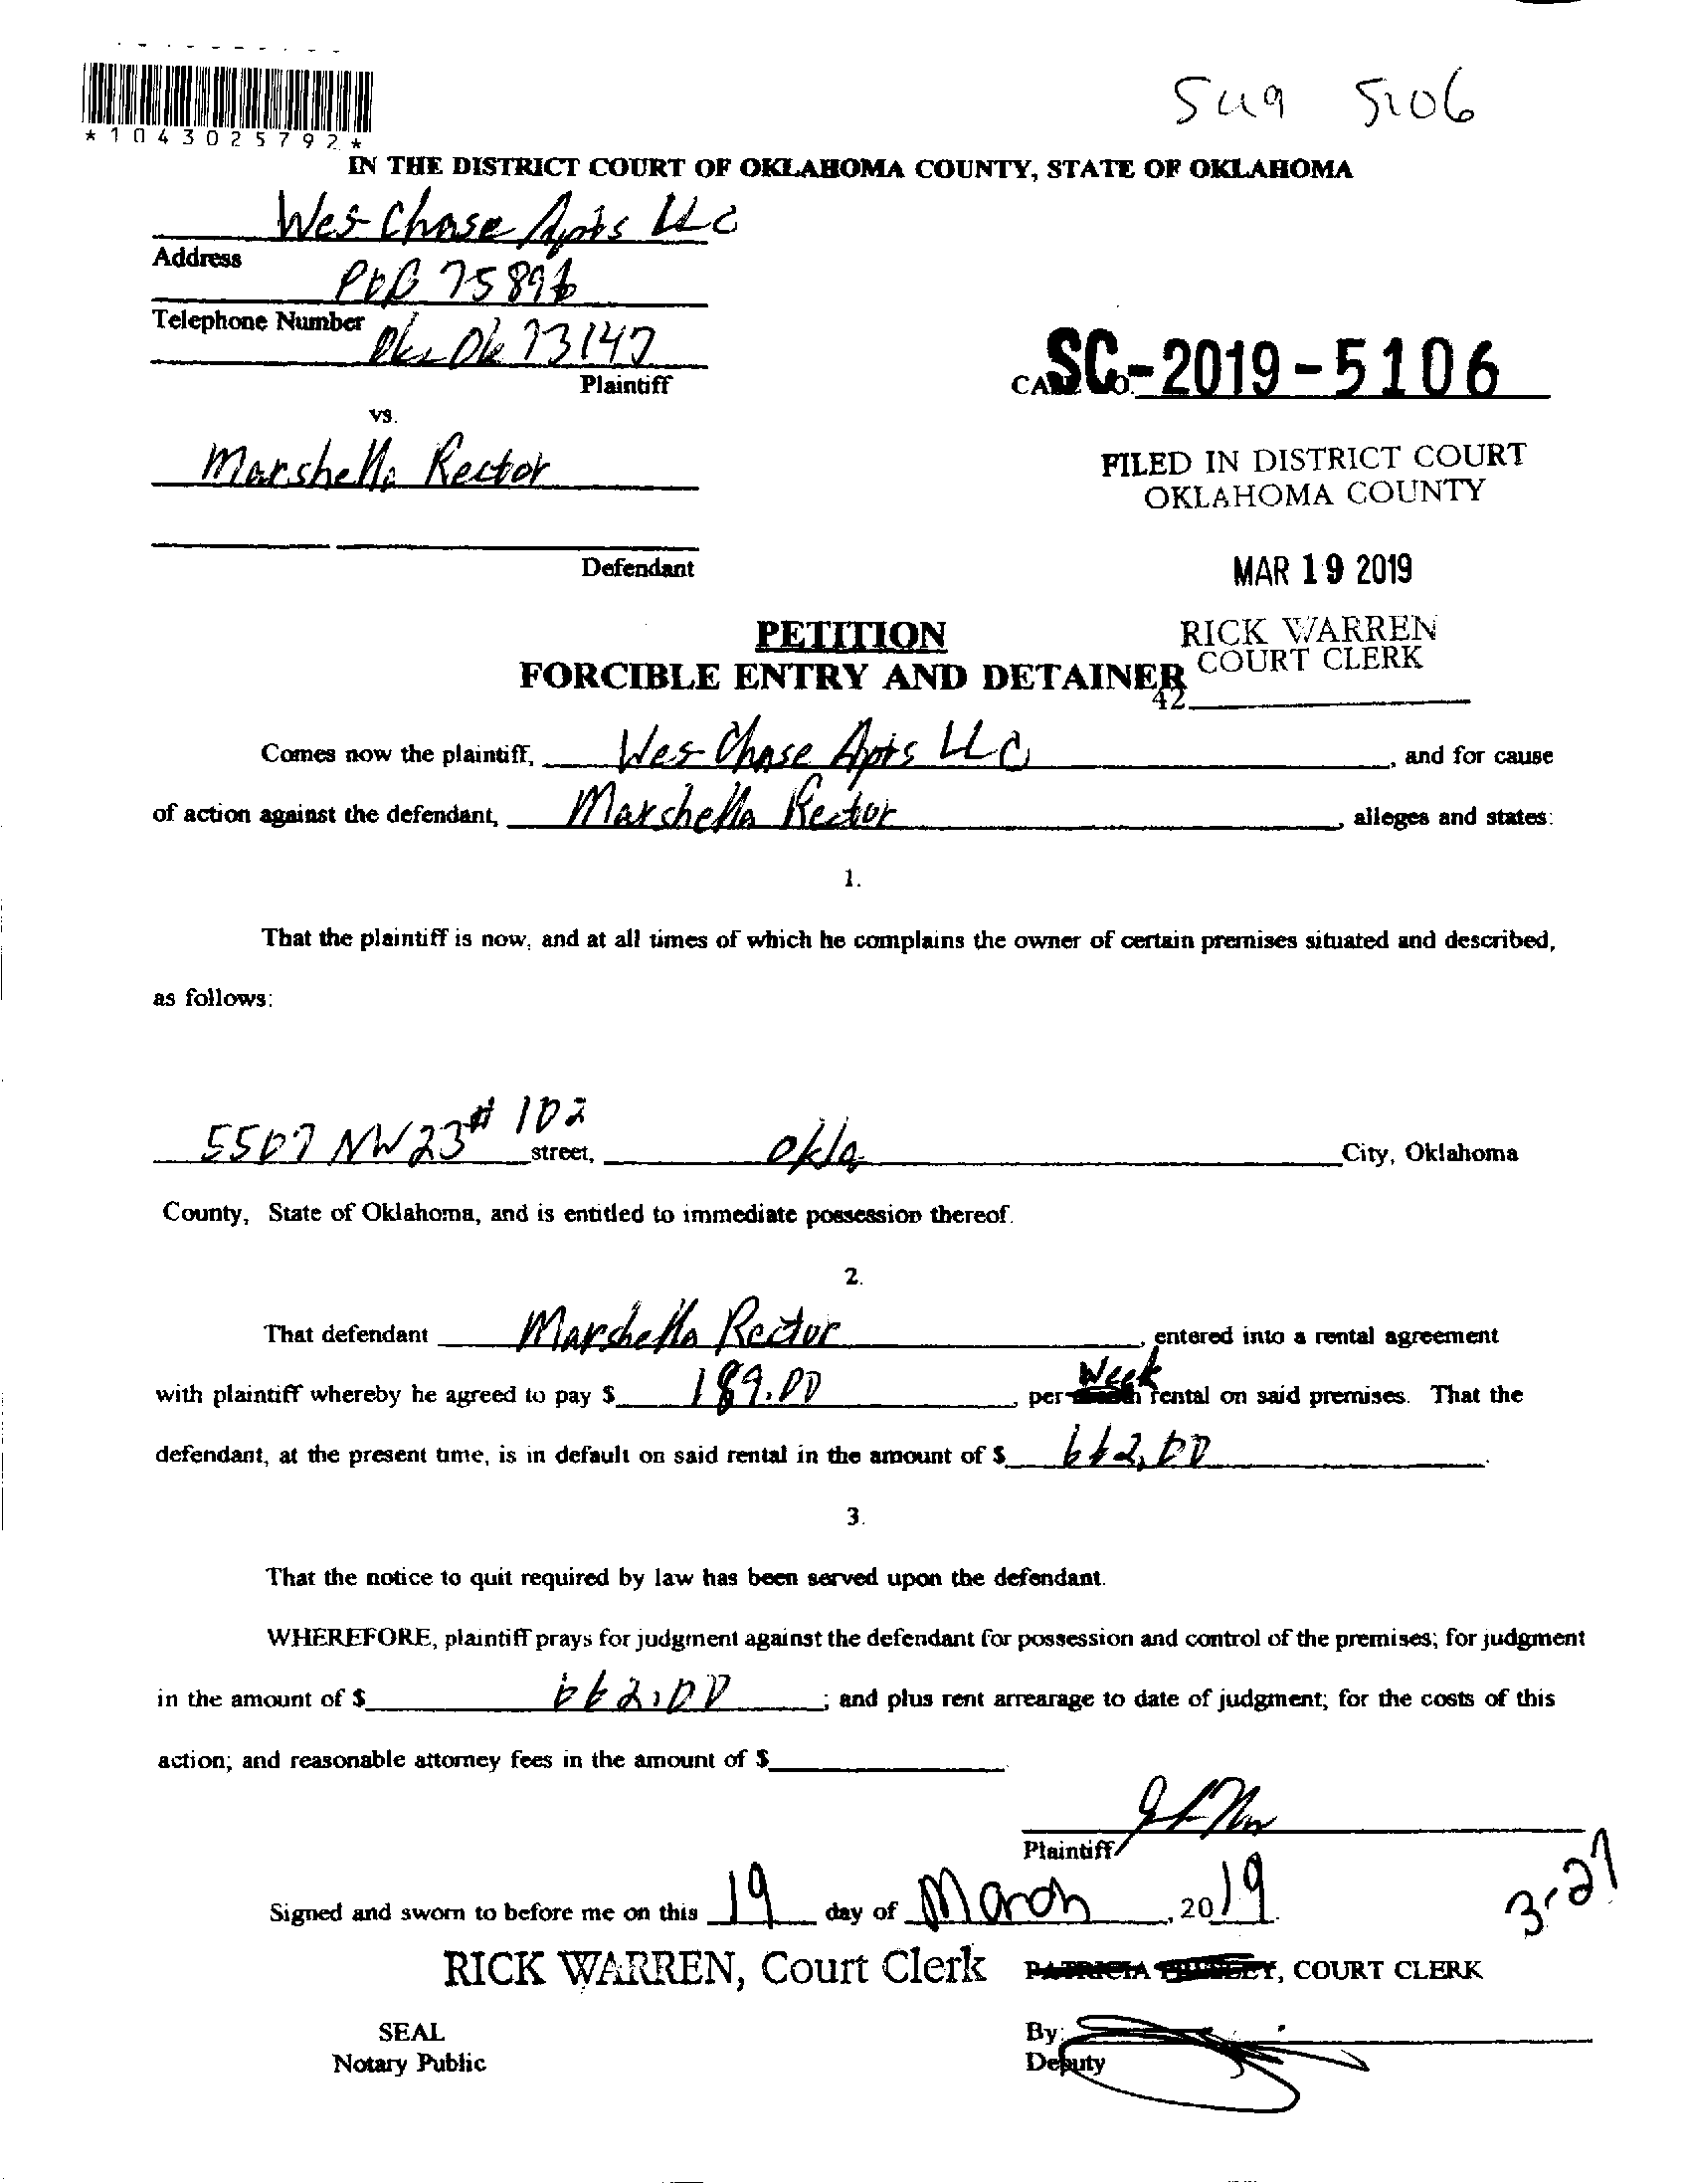 *1043025792*
5106
IN THE DISTRICT COURT OF OKLAHOMA COUNTY, STATE OF OKLAHOMA
Wes Chase Apts LLC
Address
POB 75896
Telephone Number
Okc Ok 73147
Plaintiff
SC-2019-5106
vs.
Marshella Rector
FILED IN DISTRICT COURT
OKLAHOMA COUNTY
Defendant
MAR 19 2019
PETITION
RICK WARREN
COURT CLERK
FORCIBLE ENTRY AND DETAINER
42
Comes now the plaintiff, Wes Chase Apts LLC, and for cause
of action against the defendant, Marshella Rector, alleges and states:
1.
That the plaintiff is now, and at all times of which he complains the owner of certain premises situated and described,
as follows:
5507 NW 23 # 102 street, Okla City, Oklahoma
County, State of Oklahoma, and is entitled to immediate possession thereof.
2.
That defendant Marshella Rector, entered into a rental agreement
with plaintiff whereby he agreed to pay $ 189.00, per Week rental on said premises. That the
defendant, at the present time, is in default on said rental in the amount of $ 662.00.
3.
That the notice to quit required by law has been served upon the defendant.
WHEREFORE, plaintiff prays for judgment against the defendant for possession and control of the premises; for judgment
in the amount of $ 662.00; and plus rent arrearage to date of judgment; for the costs of this
action; and reasonable attorney fees in the amount of $
Plaintiff
Signed and sworn to before me on this 19 day of March, 2019
3-27
RICK WARREN, Court Clerk PATRICIA PRESLEY, COURT CLERK
SEAL
Notary Public
By:
Deputy